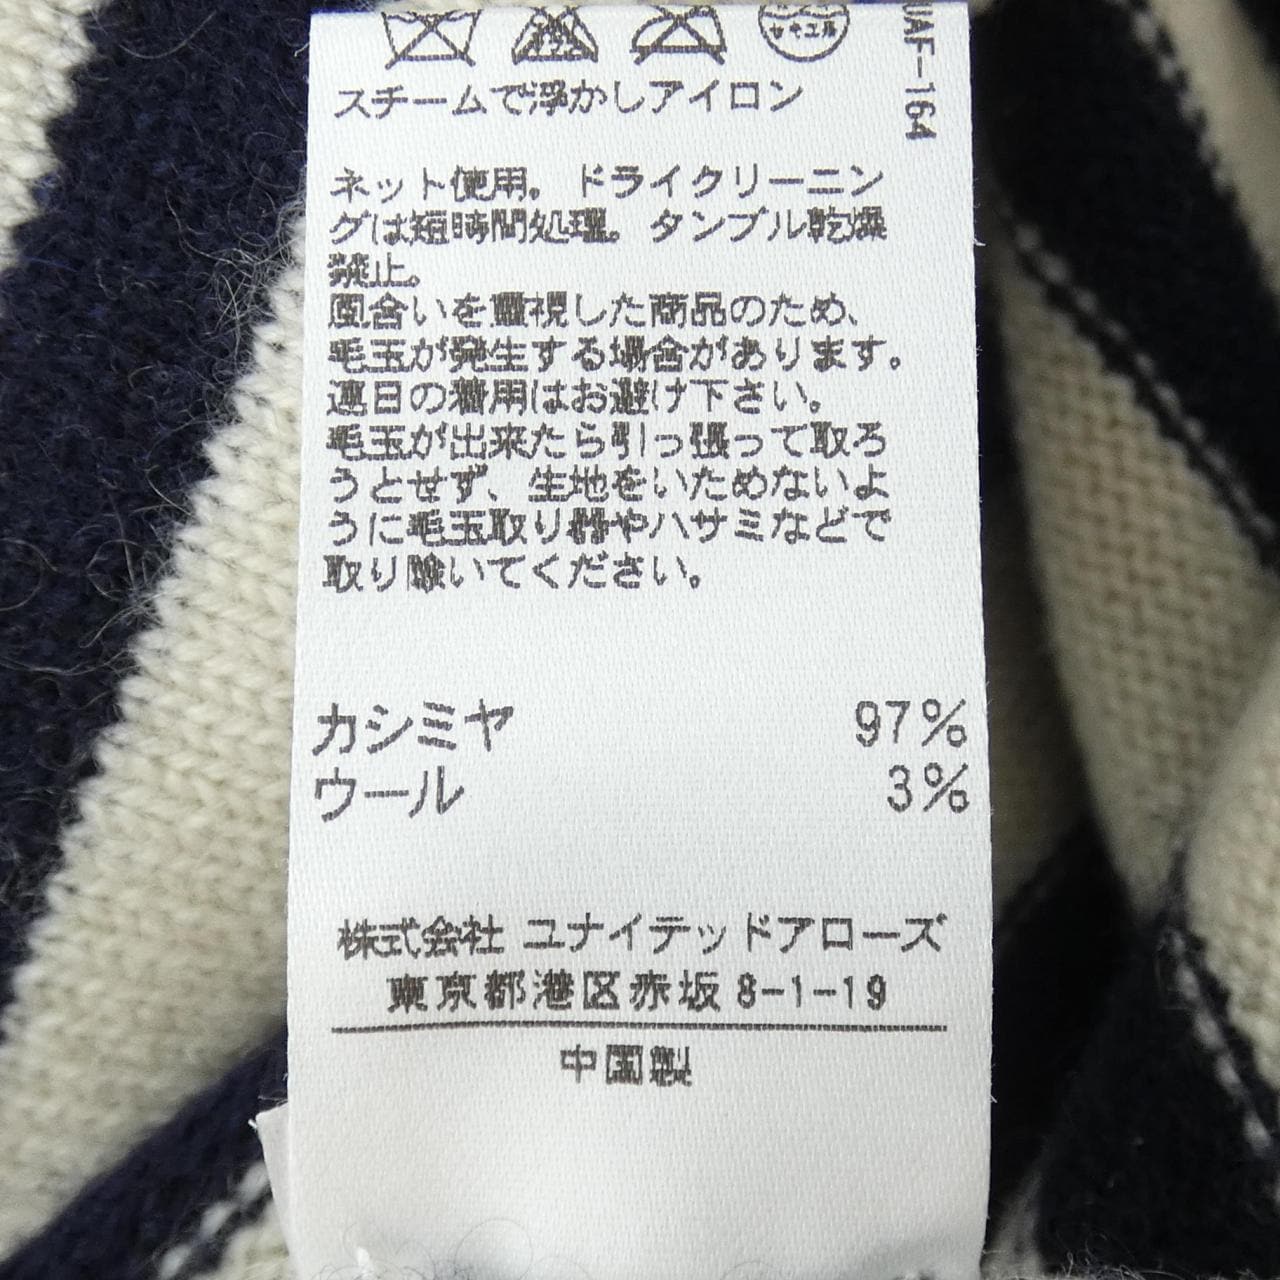 エンソ
セキユ系
UAF-164
スチームで浮かしアイロン
ネット使用。ドライクリーニン
グは短時間処理。タンブル乾燥
禁止。
風合いを重視した商品のため、
毛玉が発生する場合があります。
連日の着用はお避け下さい。
毛玉が出来たら引っ張って取ろ
うとせず、生地をいためないよ
うに毛玉取り器やハサミなどで
取り除いてください。
カシミヤ 97%
ウール 3%
株式会社 ユナイテッドアローズ
東京都港区赤坂8-1-19
中国製